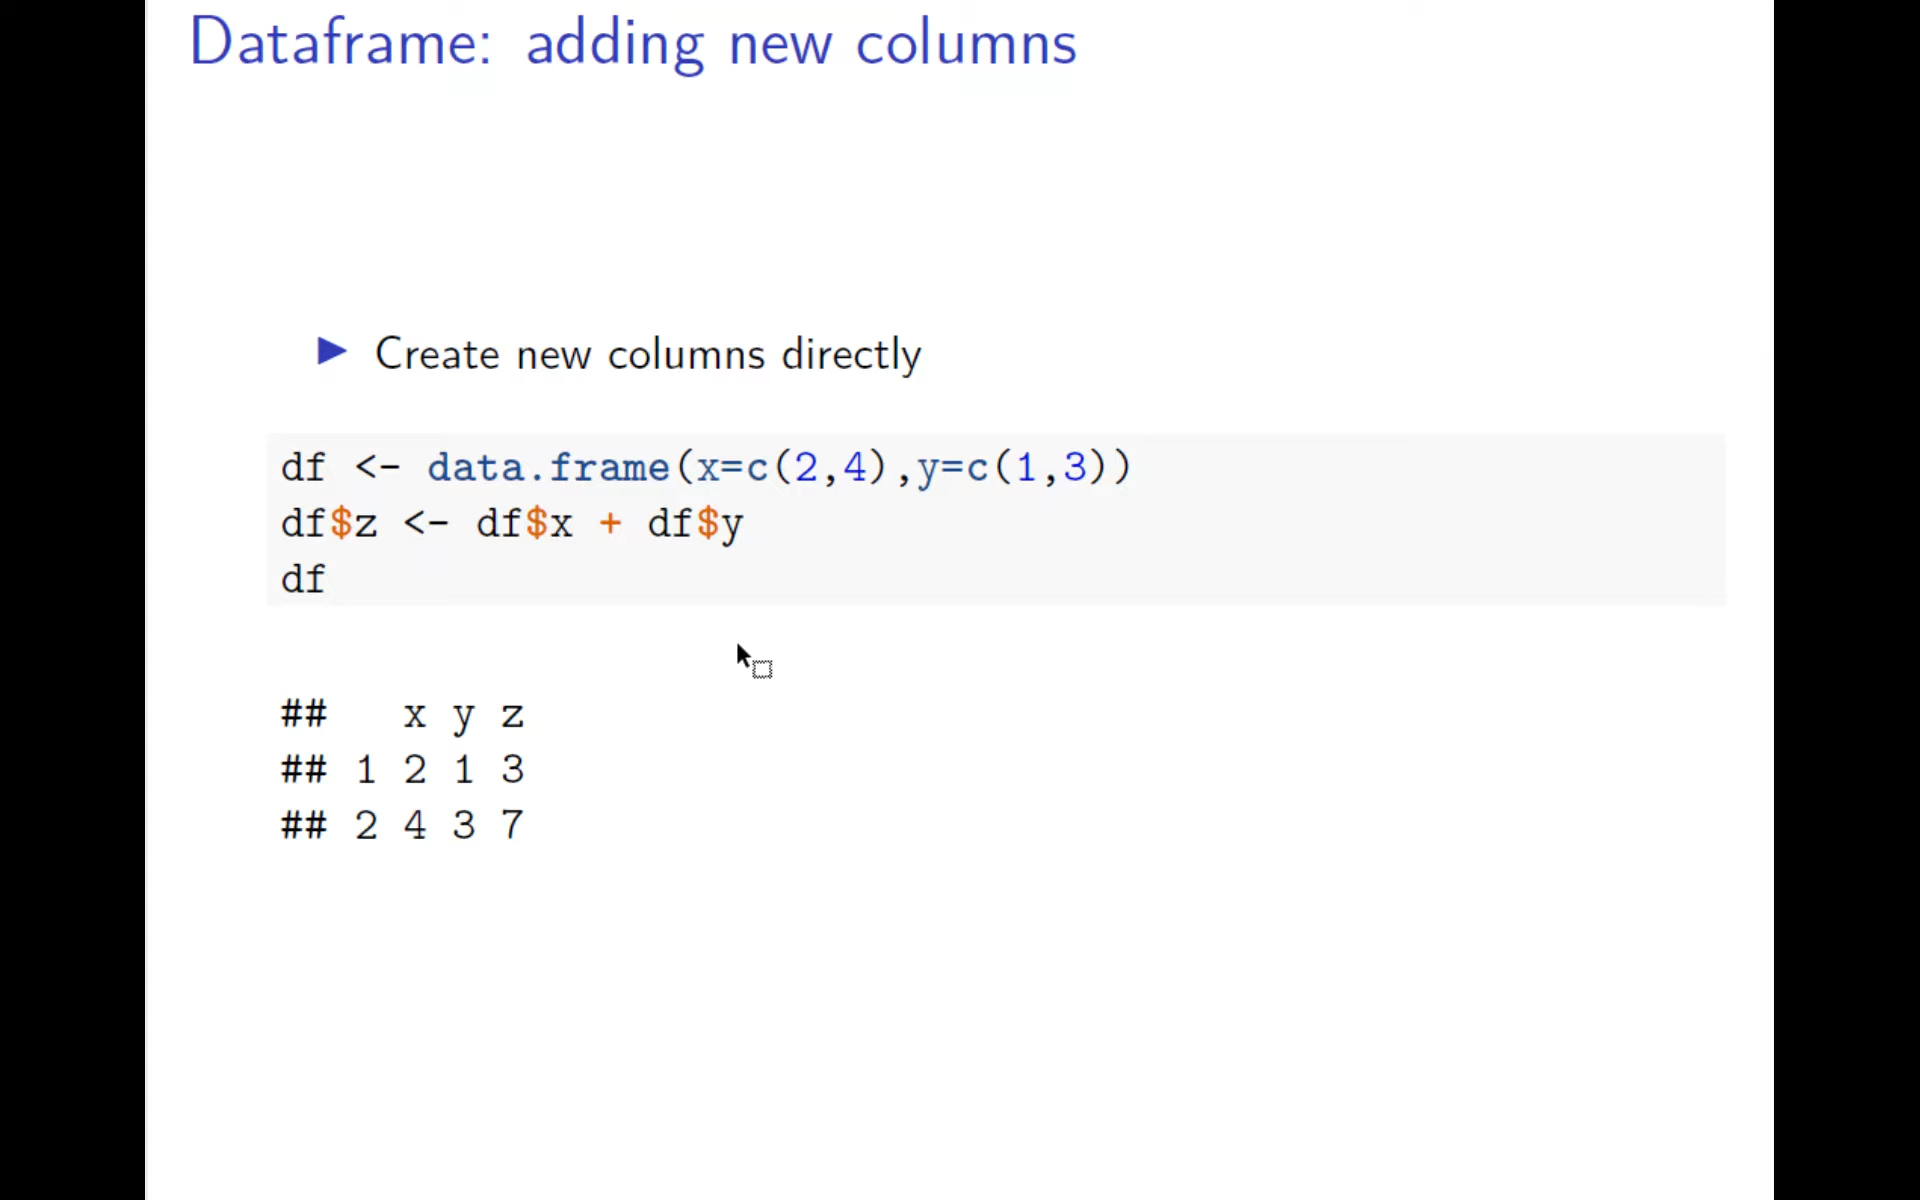 Dataframe: adding new columns
▶ Create new columns directly
df <- data.frame(x=c(2,4),y=c(1,3))
df$z <- df$x + df$y
df
##   x y z
## 1 2 1 3
## 2 4 3 7